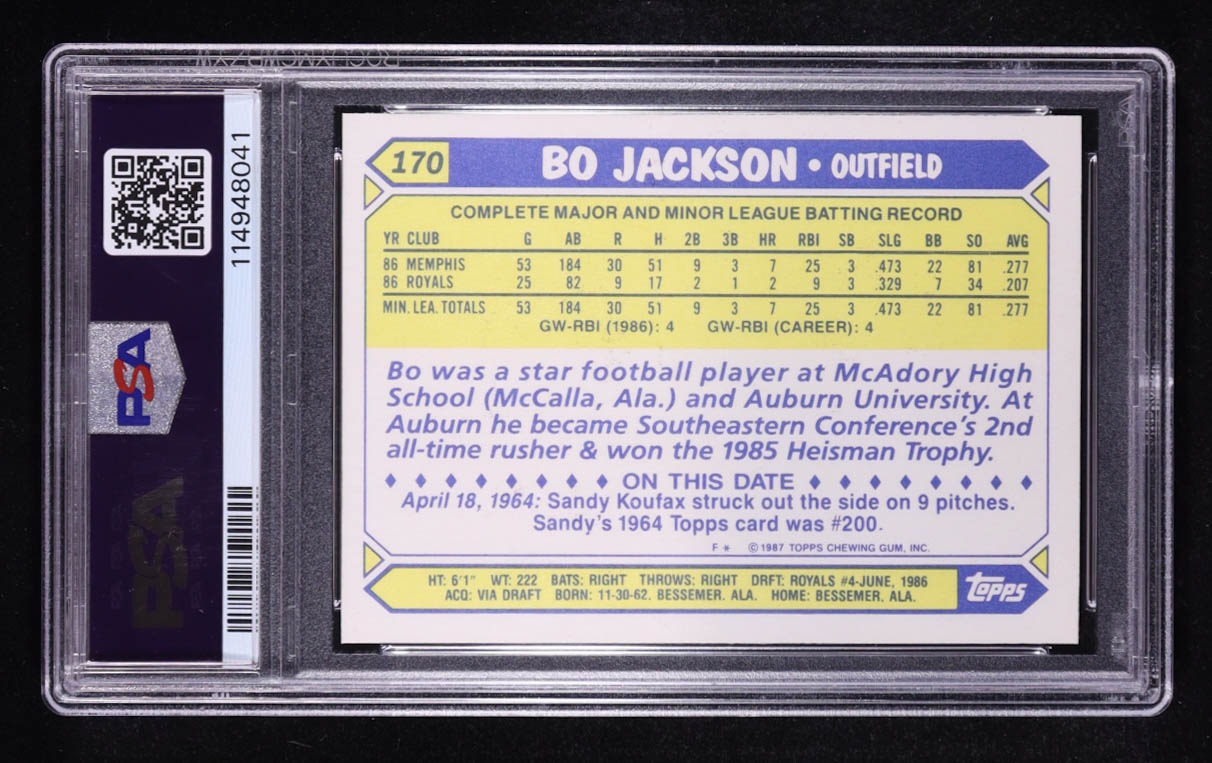 114948041
PSA
170 BO JACKSON • OUTFIELD
COMPLETE MAJOR AND MINOR LEAGUE BATTING RECORD
YR CLUB G AB R H 2B 3B HR RBI SB SLG BB SO AVG
86 MEMPHIS 53 184 30 51 9 3 7 25 3 .473 22 81 .277
86 ROYALS 25 82 9 17 2 1 2 9 3 .329 7 34 .207
MIN. LEA. TOTALS 53 184 30 51 9 3 7 25 3 .473 22 81 .277
GW-RBI (1986): 4 GW-RBI (CAREER): 4
Bo was a star football player at McAdory High
School (McCalla, Ala.) and Auburn University. At
Auburn he became Southeastern Conference's 2nd
all-time rusher & won the 1985 Heisman Trophy.
♦ ♦ ♦ ♦ ♦ ♦ ♦ ♦ ON THIS DATE ♦ ♦ ♦ ♦ ♦ ♦ ♦ ♦
April 18, 1964: Sandy Koufax struck out the side on 9 pitches.
Sandy's 1964 Topps card was #200.
F * © 1987 TOPPS CHEWING GUM, INC.
HT: 6'1" WT: 222 BATS: RIGHT THROWS: RIGHT DRFT: ROYALS #4-JUNE, 1986
ACQ: VIA DRAFT BORN: 11-30-62, BESSEMER, ALA. HOME: BESSEMER, ALA.
Topps
PSA